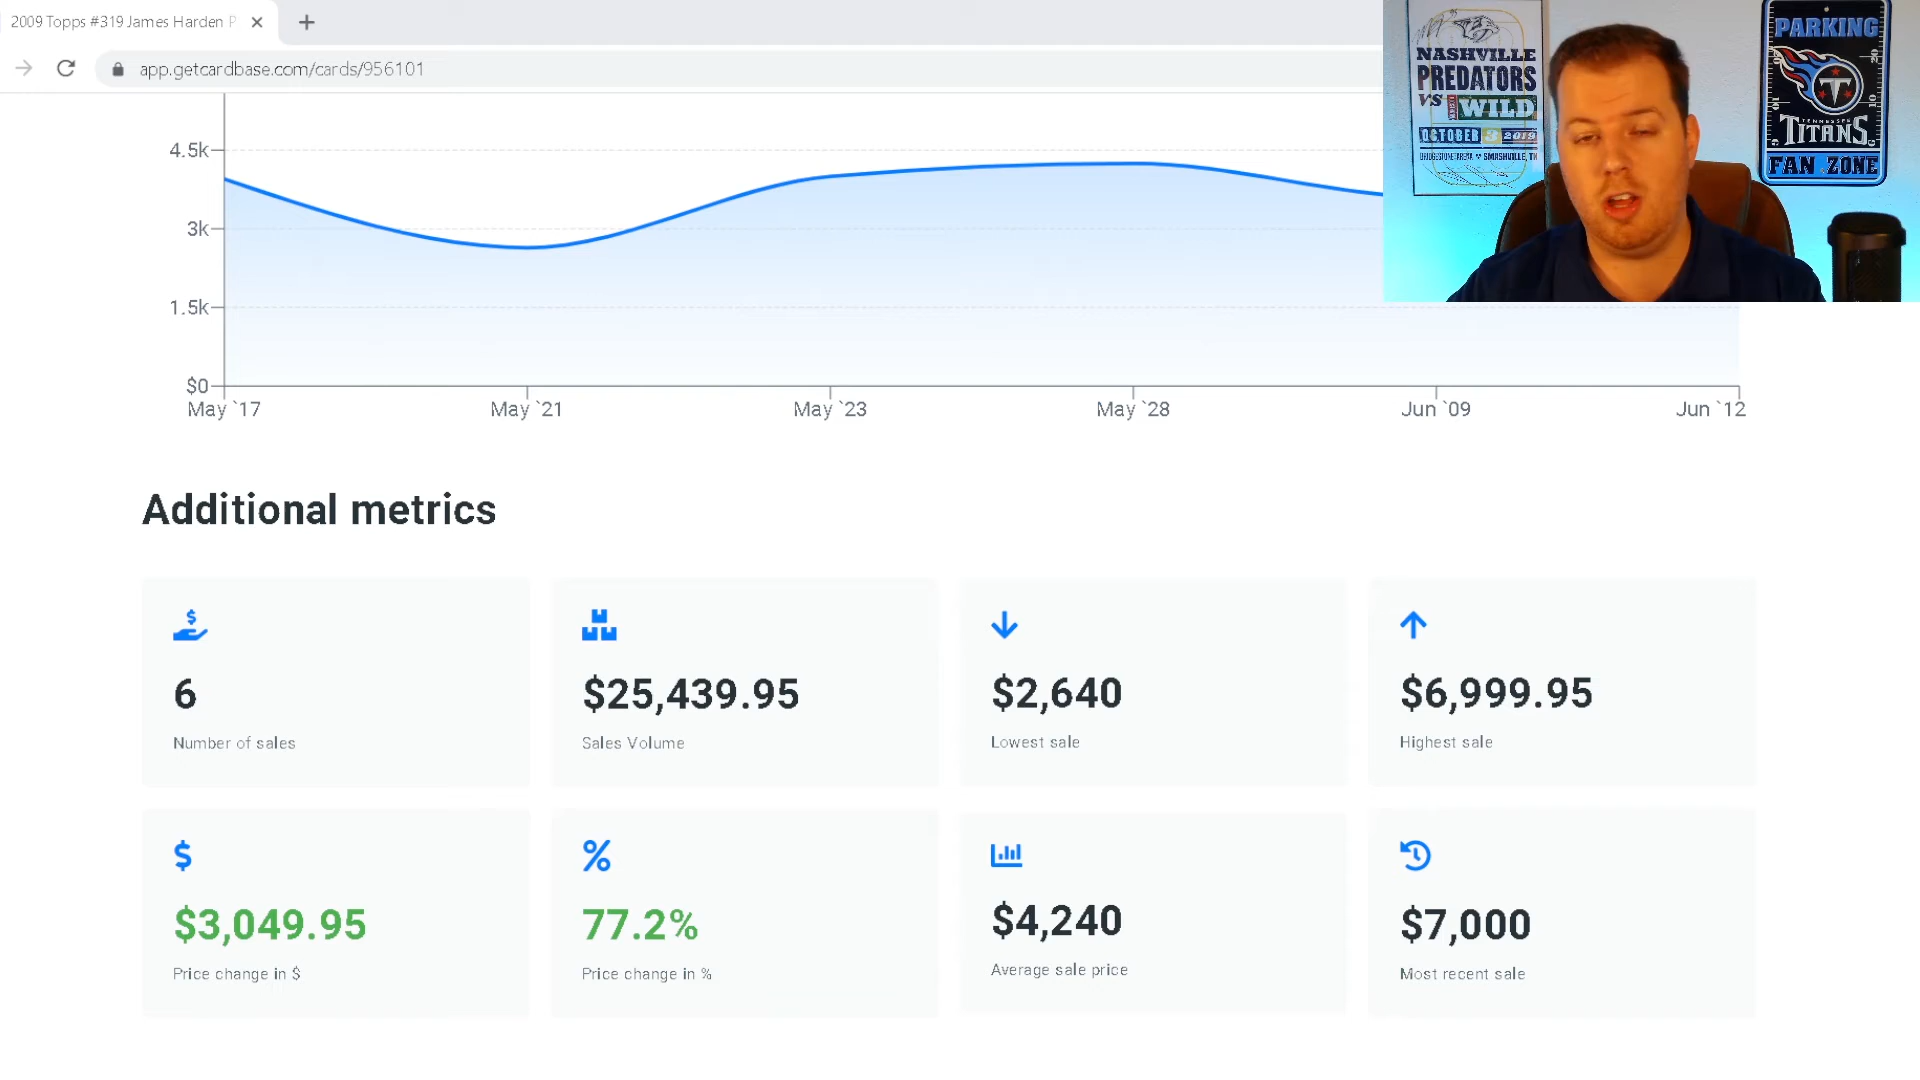 2009 Topps #319 James Harden P
app.getcardbase.com/cards/956101
4.5k
3k
1.5k
$0
May `17
May `21
May `23
May `28
Jun `09
Jun `12
NASHVILLE
PREDATORS
VS WILD
OCTOBER 3 2019
PARKING
TENNESSEE
TITANS
FAN ZONE
Additional metrics
6
Number of sales
$25,439.95
Sales Volume
$2,640
Lowest sale
$6,999.95
Highest sale
$3,049.95
Price change in $
77.2%
Price change in %
$4,240
Average sale price
$7,000
Most recent sale